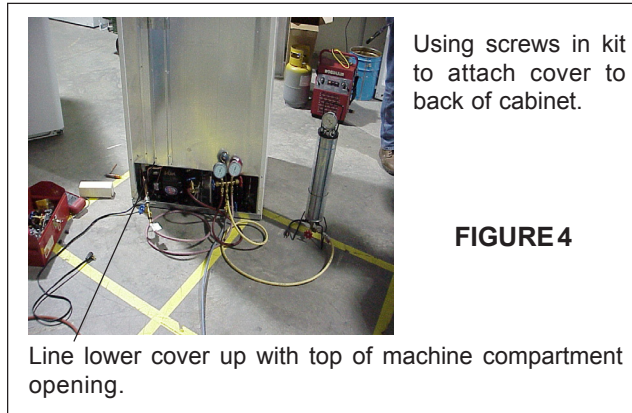 Using screws in kit
to attach cover to
back of cabinet.
FIGURE 4
Line lower cover up with top of machine compartment
opening.